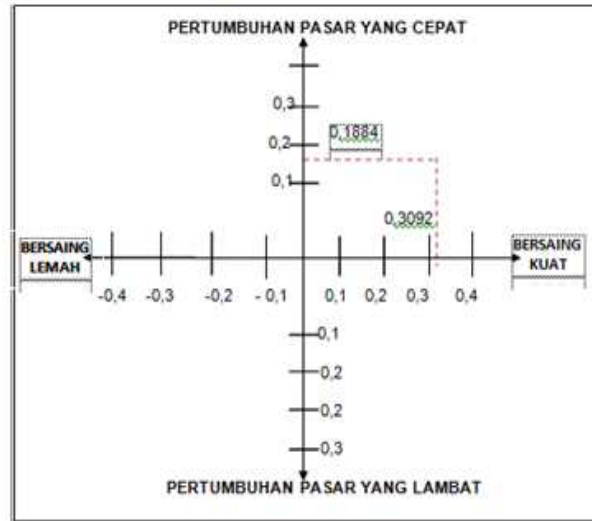 PERTUMBUHAN PASAR YANG CEPAT
0,3
0,1884
0,2
0,1
0,3092
BERSAING
LEMAH
BERSAING
KUAT
-0,4 -0,3 -0,2 - 0,1 0,1 0,2 0,3 0,4
0,1
0,2
0,2
0,3
PERTUMBUHAN PASAR YANG LAMBAT